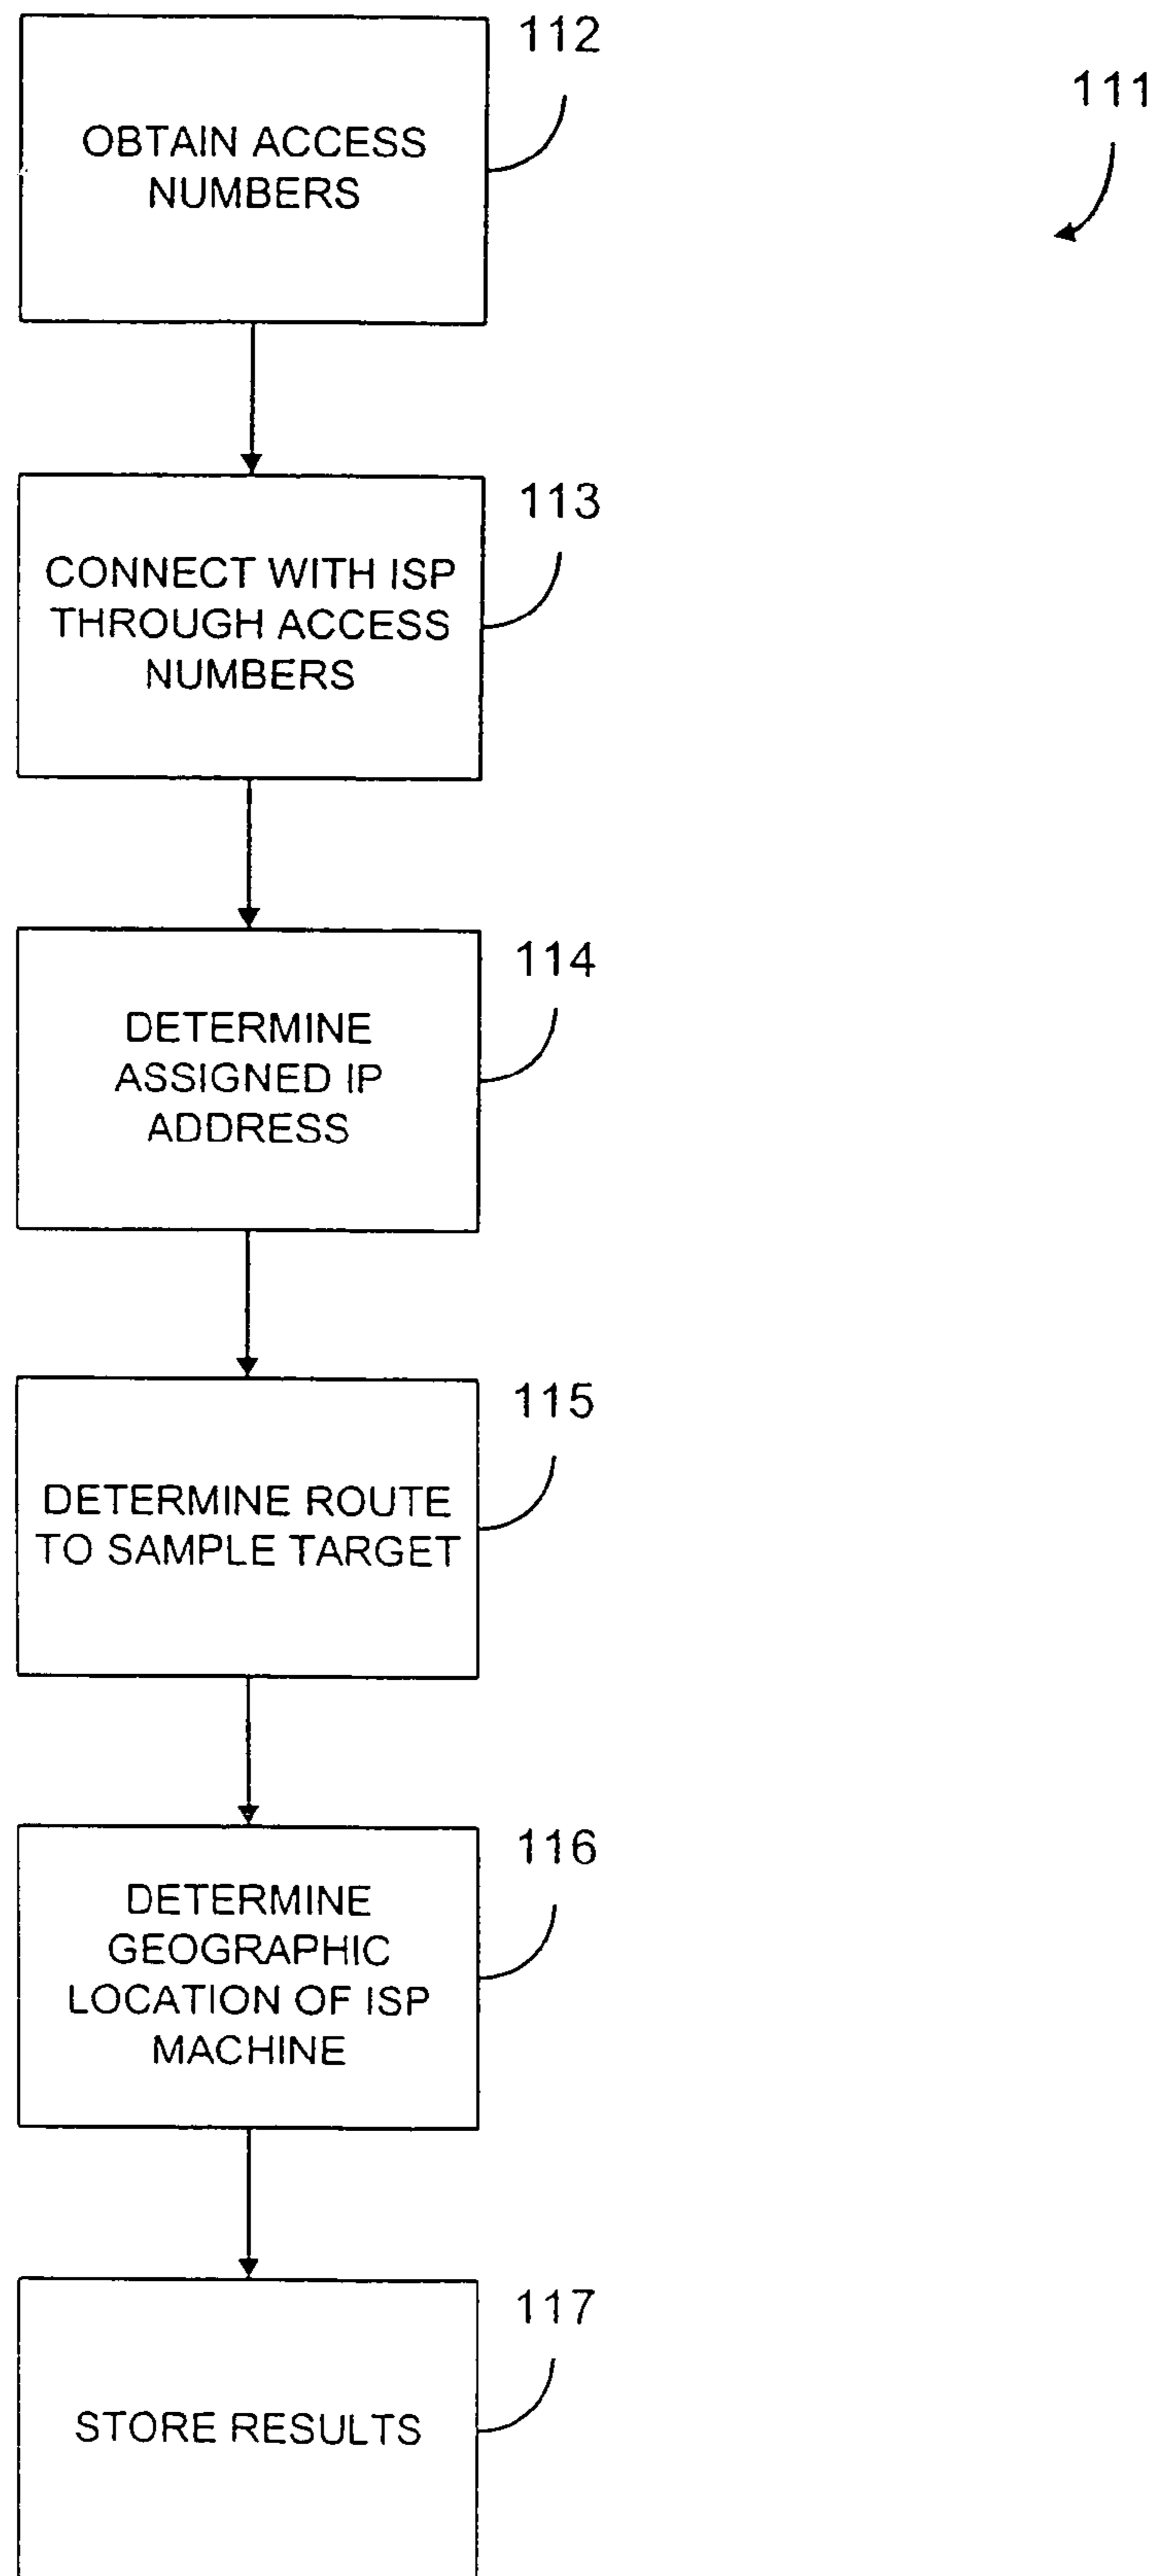 112
111
OBTAIN ACCESS
NUMBERS
113
CONNECT WITH ISP
THROUGH ACCESS
NUMBERS
114
DETERMINE
ASSIGNED IP
ADDRESS
115
DETERMINE ROUTE
TO SAMPLE TARGET
116
DETERMINE
GEOGRAPHIC
LOCATION OF ISP
MACHINE
117
STORE RESULTS